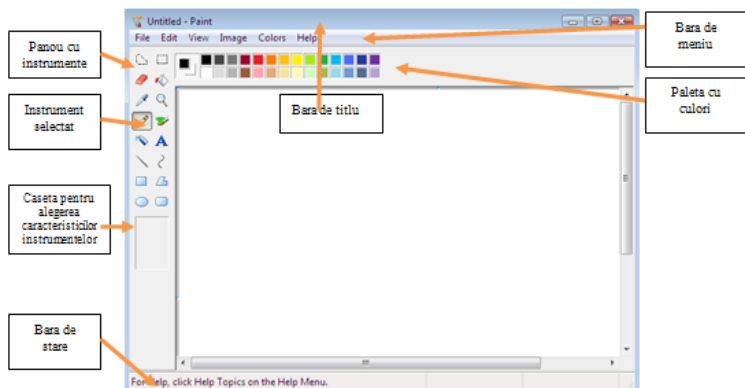 Untitled - Paint
File Edit View Image Colors Help
Bara de
meniu
Panou cu
instrumente
Paleta cu
culori
Instrument
selectat
Bara de titlu
A
Caseta pentru
alegerea
caracteristicilor
instrumentelor
Bara de
stare
For Help, click Help Topics on the Help Menu.